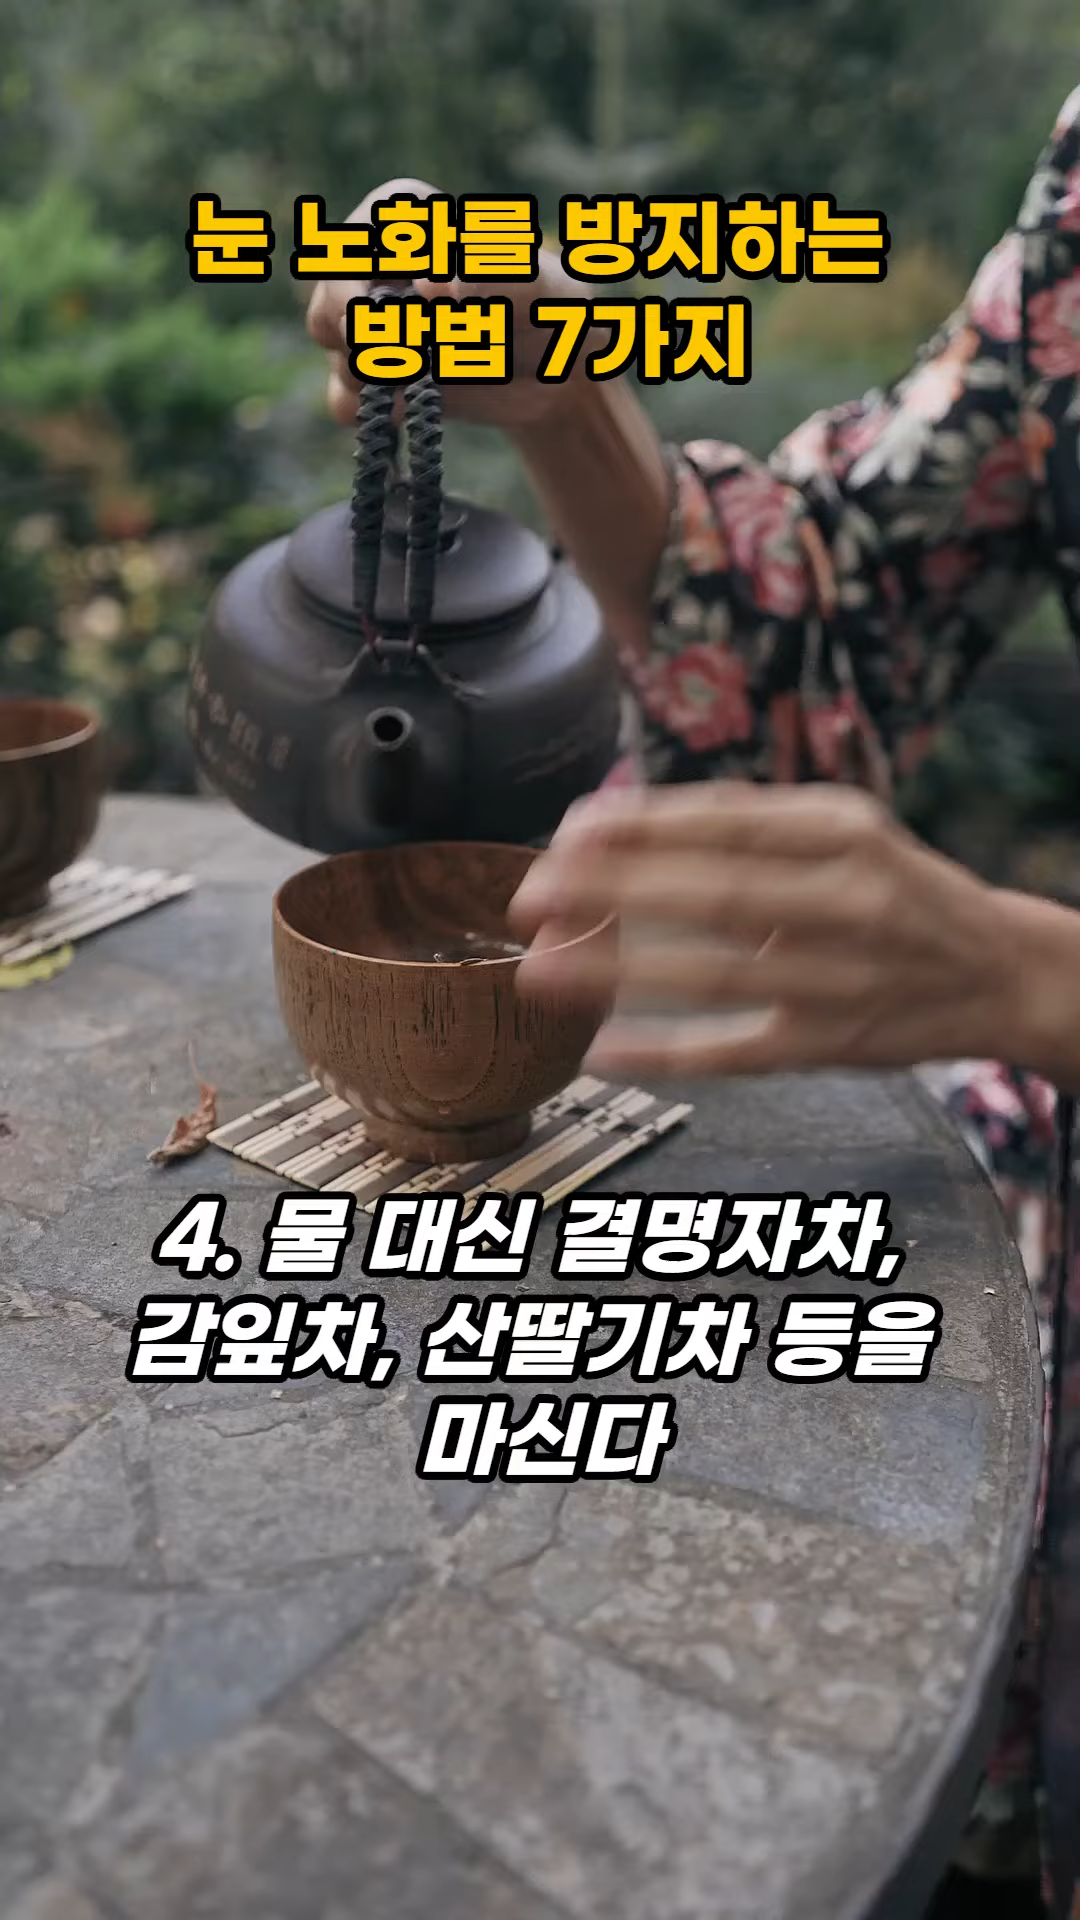 눈 노화를 방지하는
방법 7가지
4. 물 대신 결명자차,
감잎차, 산딸기차 등을
마신다